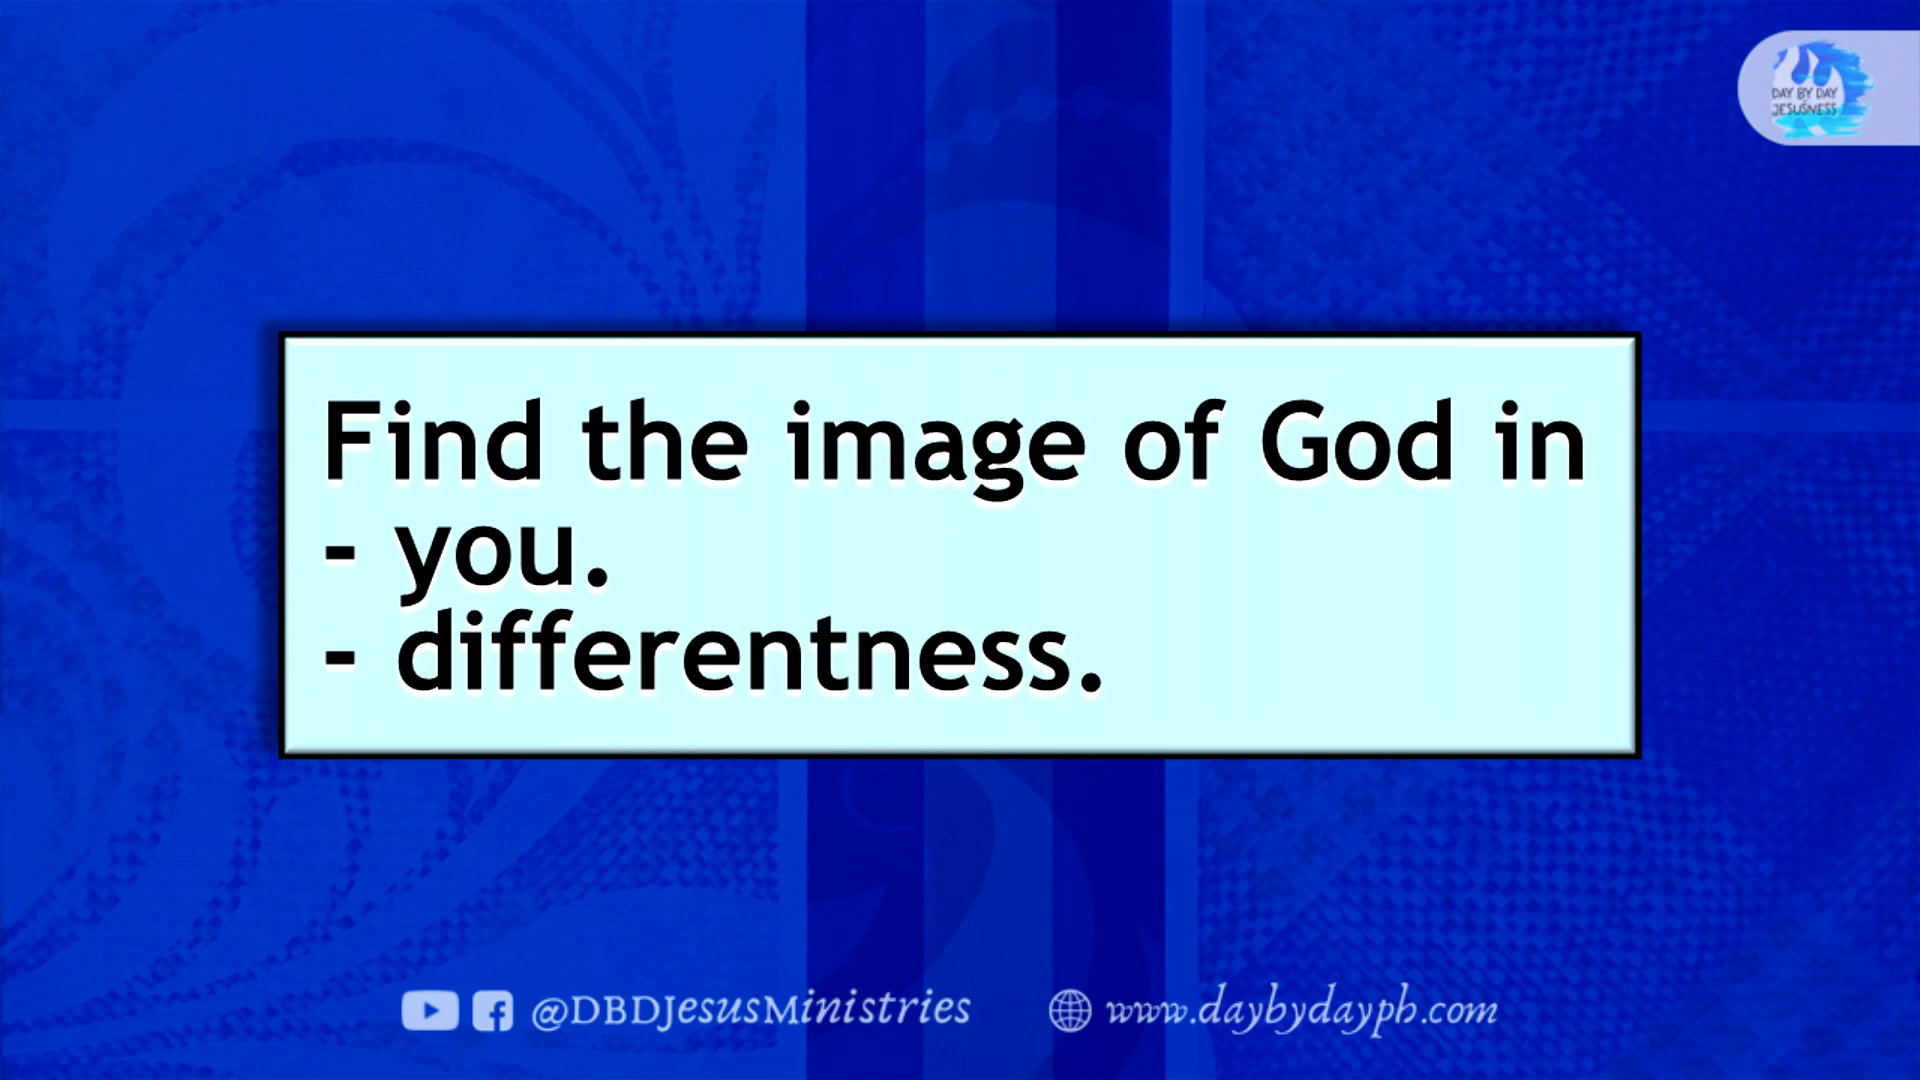 DAY BY DAY
JESUSNESS
Find the image of God in
- you.
- differentness.
@DBDJesusMinistries
www.daybydayph.com